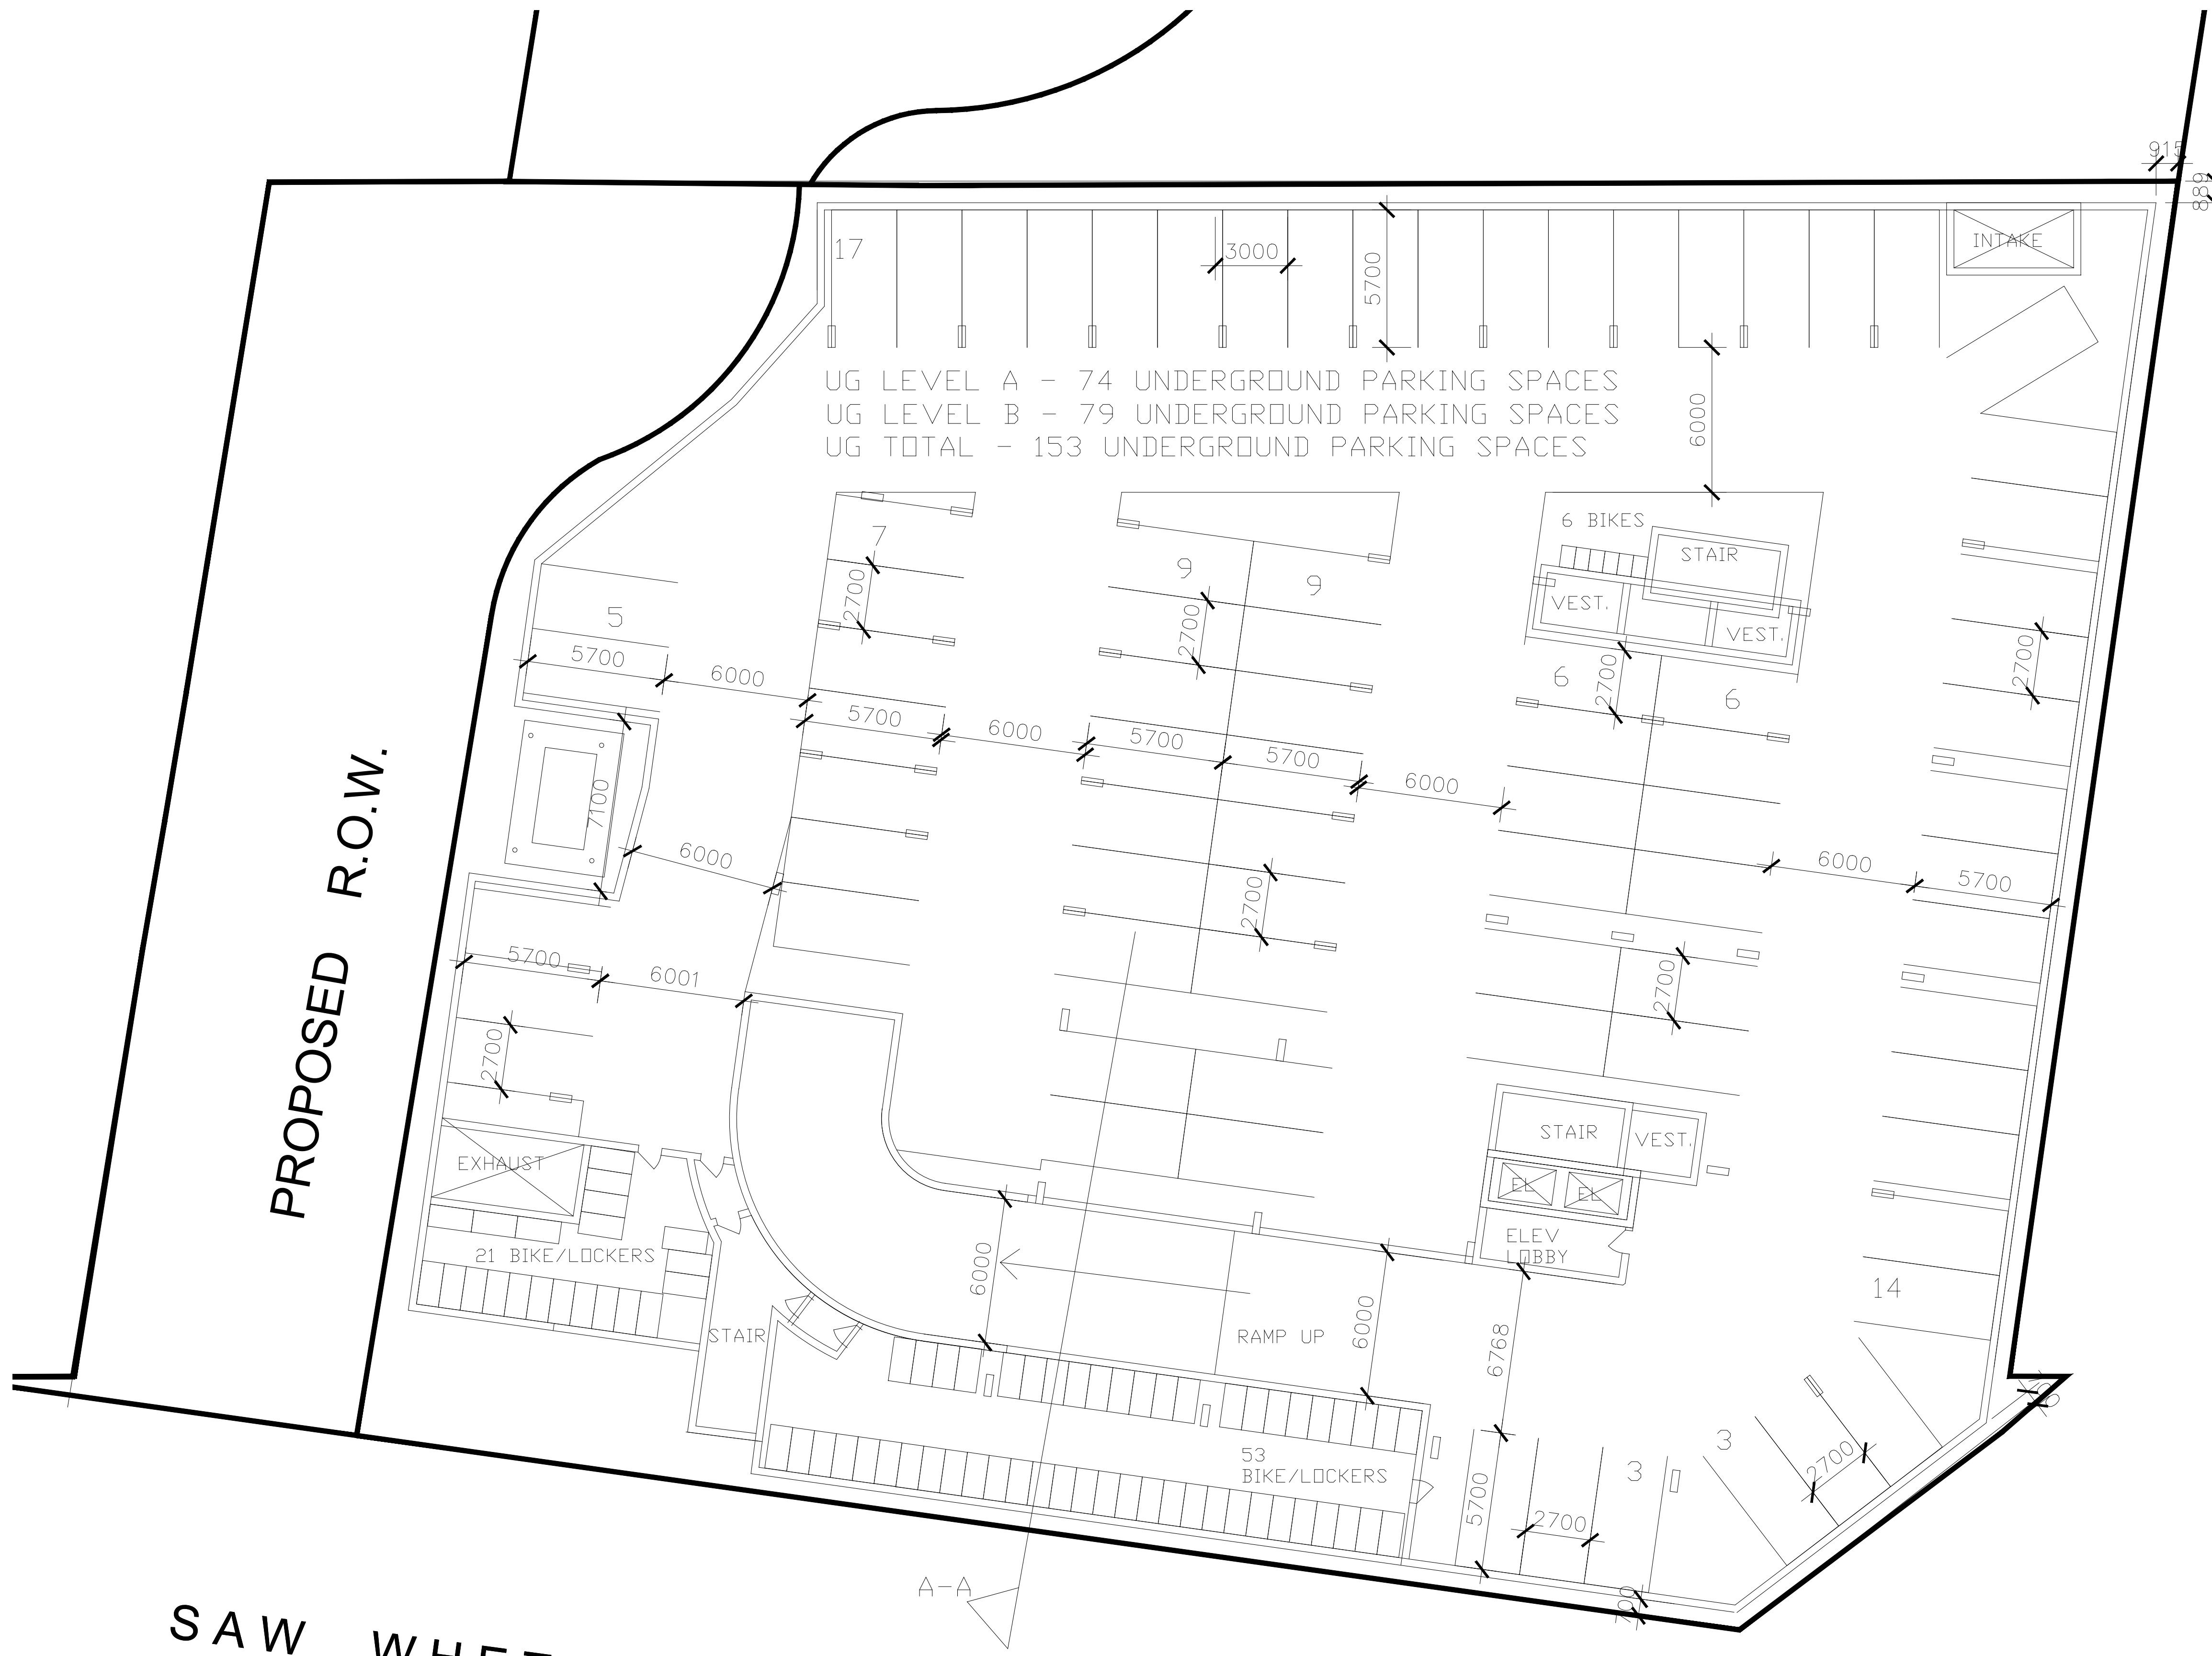 915
889
INTAKE
17
3000
5700
UG LEVEL A - 74 UNDERGROUND PARKING SPACES
UG LEVEL B - 79 UNDERGROUND PARKING SPACES
UG TOTAL - 153 UNDERGROUND PARKING SPACES
6000
6 BIKES
STAIR
VEST.
VEST.
7
2700
9
9
2700
5
5700
6000
5700
6000
5700
5700
6000
6
2700
6
2700
7100
6000
6000
5700
2700
5700
6001
2700
2700
PROPOSED R.O.W.
STAIR
VEST.
EL
EL
ELEV
LOBBY
EXHAUST
21 BIKE/LOCKERS
STAIR
6000
RAMP UP
6000
6768
14
3
3
2700
53
BIKE/LOCKERS
5700
2700
700
A-A
SAW